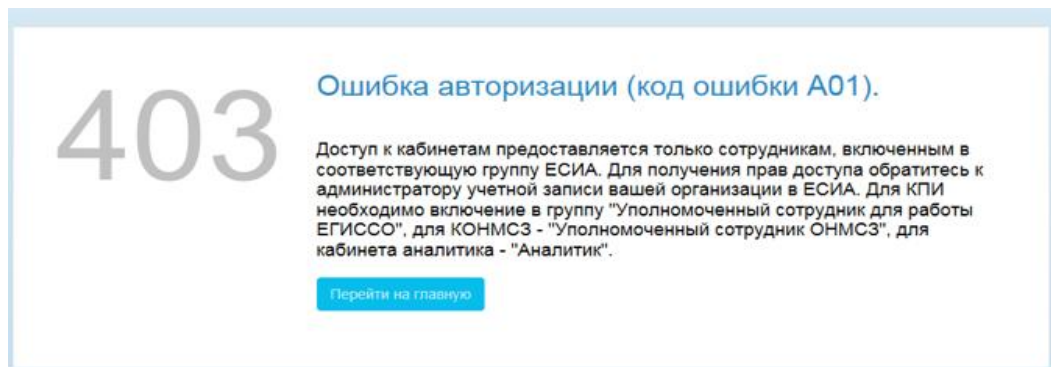 403
Ошибка авторизации (код ошибки A01).
Доступ к кабинетам предоставляется только сотрудникам, включенным в
соответствующую группу ЕСИА. Для получения прав доступа обратитесь к
администратору учетной записи вашей организации в ЕСИА. Для КПИ
необходимо включение в группу "Уполномоченный сотрудник для работы
ЕГИССО", для КОНМСЗ - "Уполномоченный сотрудник ОНМСЗ", для
кабинета аналитика - "Аналитик".
Перейти на главную